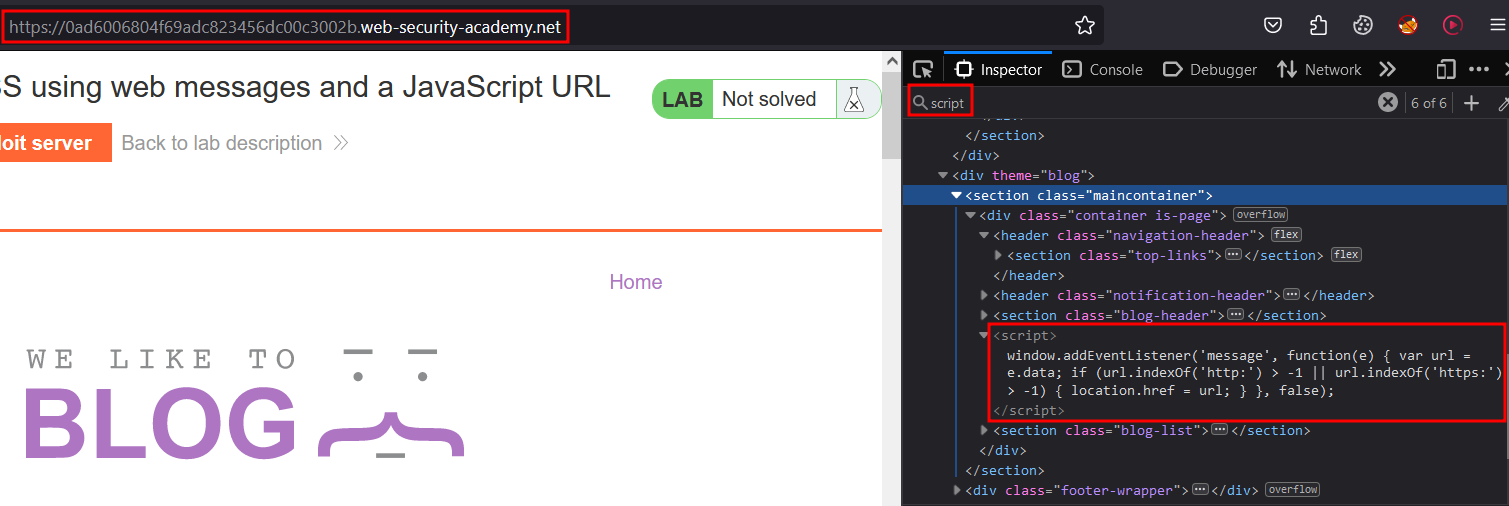 https://0ad6006804f69adc823456dc00c3002b.web-security-academy.net
SS using web messages and a JavaScript URL
LAB Not solved
loit server Back to lab description
Home
WE LIKE TO
BLOG
Inspector Console Debugger Network
script 6 of 6
</div>
</section>
</div>
<div theme="blog">
<section class="maincontainer">
<div class="container is-page"> overflow
<header class="navigation-header"> flex
<section class="top-links"> </section> flex
</header>
<header class="notification-header"> </header>
<section class="blog-header"> </section>
<script>
window.addEventListener('message', function(e) { var url =
e.data; if (url.indexOf('http:') > -1 || url.indexOf('https:')
> -1) { location.href = url; } }, false);
</script>
<section class="blog-list"> </section>
</div>
</section>
<div class="footer-wrapper"> </div> overflow